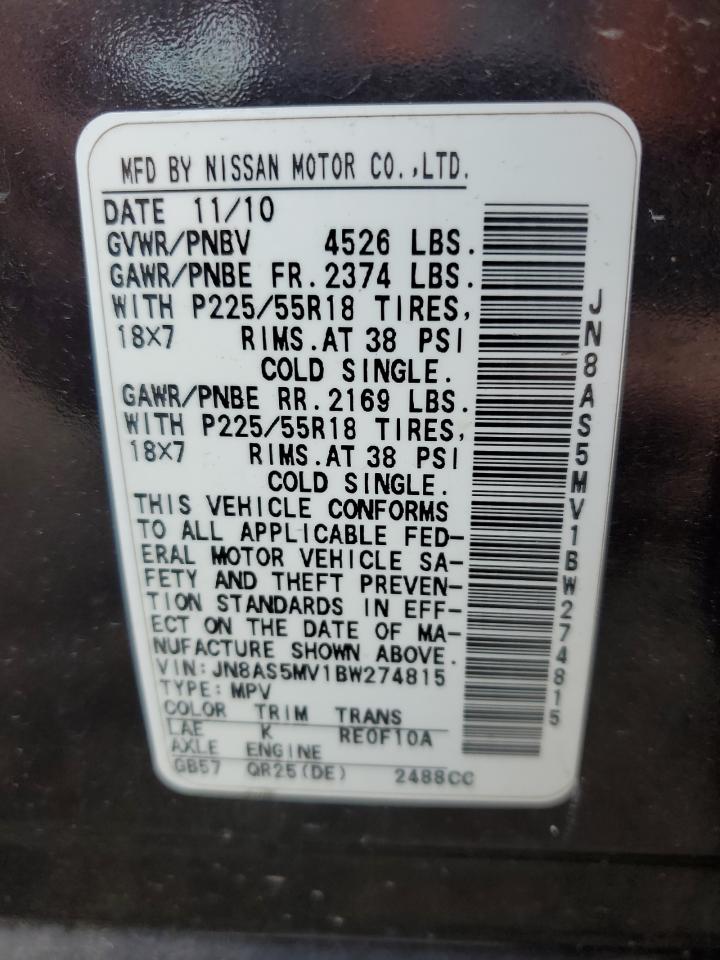 MFD BY NISSAN MOTOR CO.,LTD.
DATE 11/10
GVWR/PNBV 4526 LBS.
GAWR/PNBE FR.2374 LBS.
WITH P225/55R18 TIRES,
18X7 RIMS.AT 38 PSI
COLD SINGLE.
GAWR/PNBE RR.2169 LBS.
WITH P225/55R18 TIRES,
18X7 RIMS.AT 38 PSI
COLD SINGLE.
THIS VEHICLE CONFORMS
TO ALL APPLICABLE FED-
ERAL MOTOR VEHICLE SA-
FETY AND THEFT PREVEN-
TION STANDARDS IN EFF-
ECT ON THE DATE OF MA-
NUFACTURE SHOWN ABOVE.
VIN:JN8AS5MV1BW274815
TYPE:MPV
COLOR TRIM TRANS
LAE K RE0F10A
AXLE ENGINE
GB57 QR25(DE) 2488CC
JN8AS5MV1BW274815